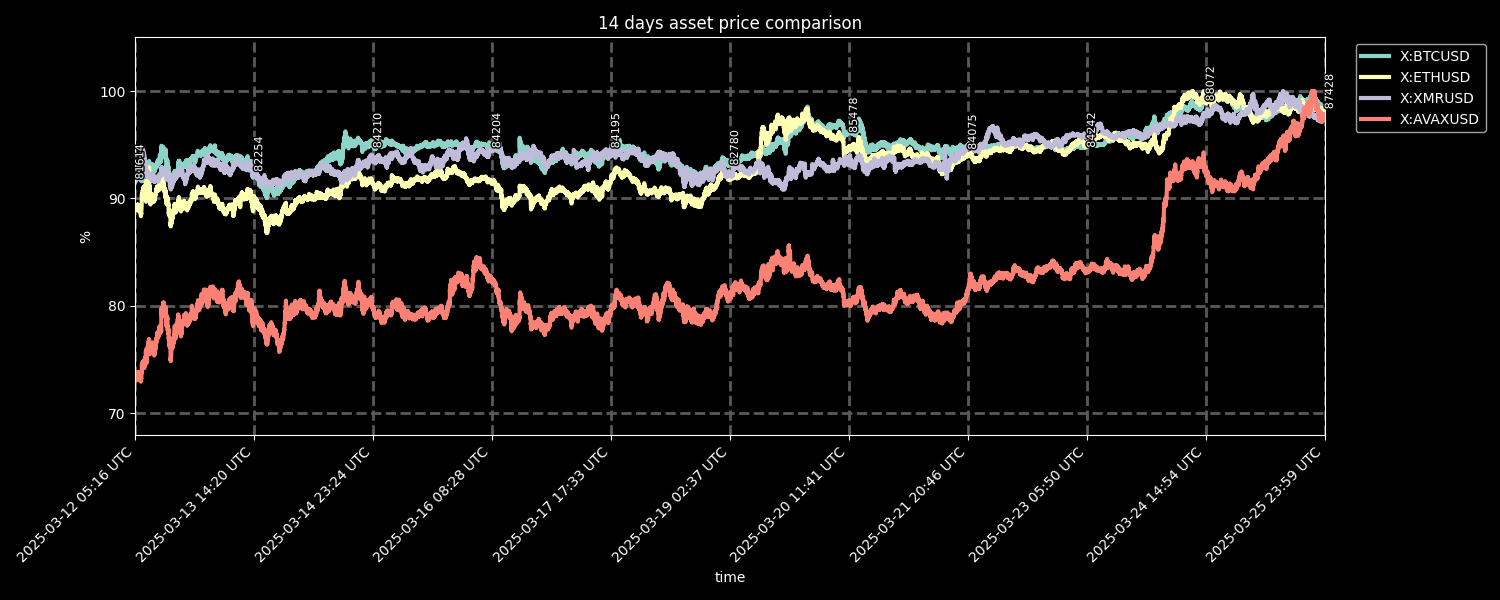 14 days asset price comparison
X:BTCUSD
X:ETHUSD
X:XMRUSD
X:AVAXUSD
%
100
90
80
70
81614
82254
84210
84204
84195
82780
85478
84075
84242
88072
87428
2025-03-12 05:16 UTC
2025-03-13 14:20 UTC
2025-03-14 23:24 UTC
2025-03-16 08:28 UTC
2025-03-17 17:33 UTC
2025-03-19 02:37 UTC
2025-03-20 11:41 UTC
2025-03-21 20:46 UTC
2025-03-23 05:50 UTC
2025-03-24 14:54 UTC
2025-03-25 23:59 UTC
time